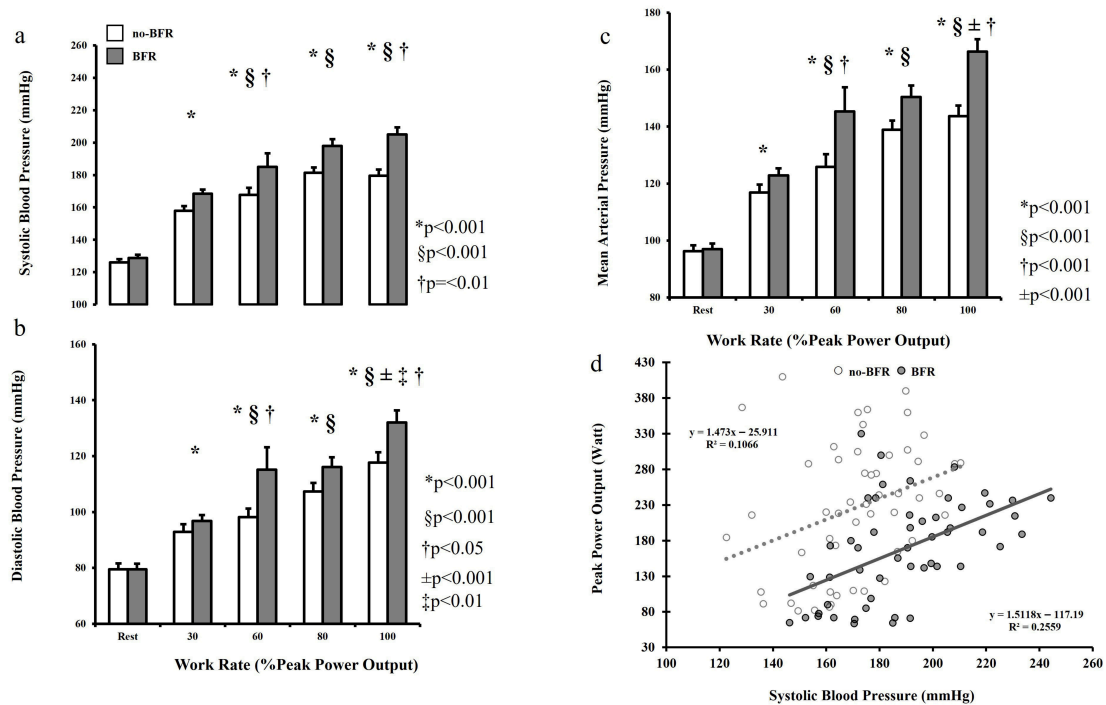 a
no-BFR
BFR
Systolic Blood Pressure (mmHg)
260
240
220
200
180
160
140
120
100
*
* § †
* §
* § †
*p<0.001
§p<0.001
†p=<0.01
b
Diastolic Blood Pressure (mmHg)
140
120
100
80
60
*
* § †
* §
* § ± ‡ †
*p<0.001
§p<0.001
†p<0.05
±p<0.001
‡p<0.01
Rest 30 60 80 100
Work Rate (%Peak Power Output)
c
Mean Arterial Pressure (mmHg)
180
160
140
120
100
80
*
* § †
* §
* § ± †
*p<0.001
§p<0.001
†p<0.001
±p<0.001
Rest 30 60 80 100
Work Rate (%Peak Power Output)
d
no-BFR BFR
Peak Power Output (Watt)
430
380
330
280
230
180
130
80
30
y = 1.473x – 25.911
R² = 0.1066
y = 1.5118x – 117.19
R² = 0.2559
100 120 140 160 180 200 220 240 260
Systolic Blood Pressure (mmHg)